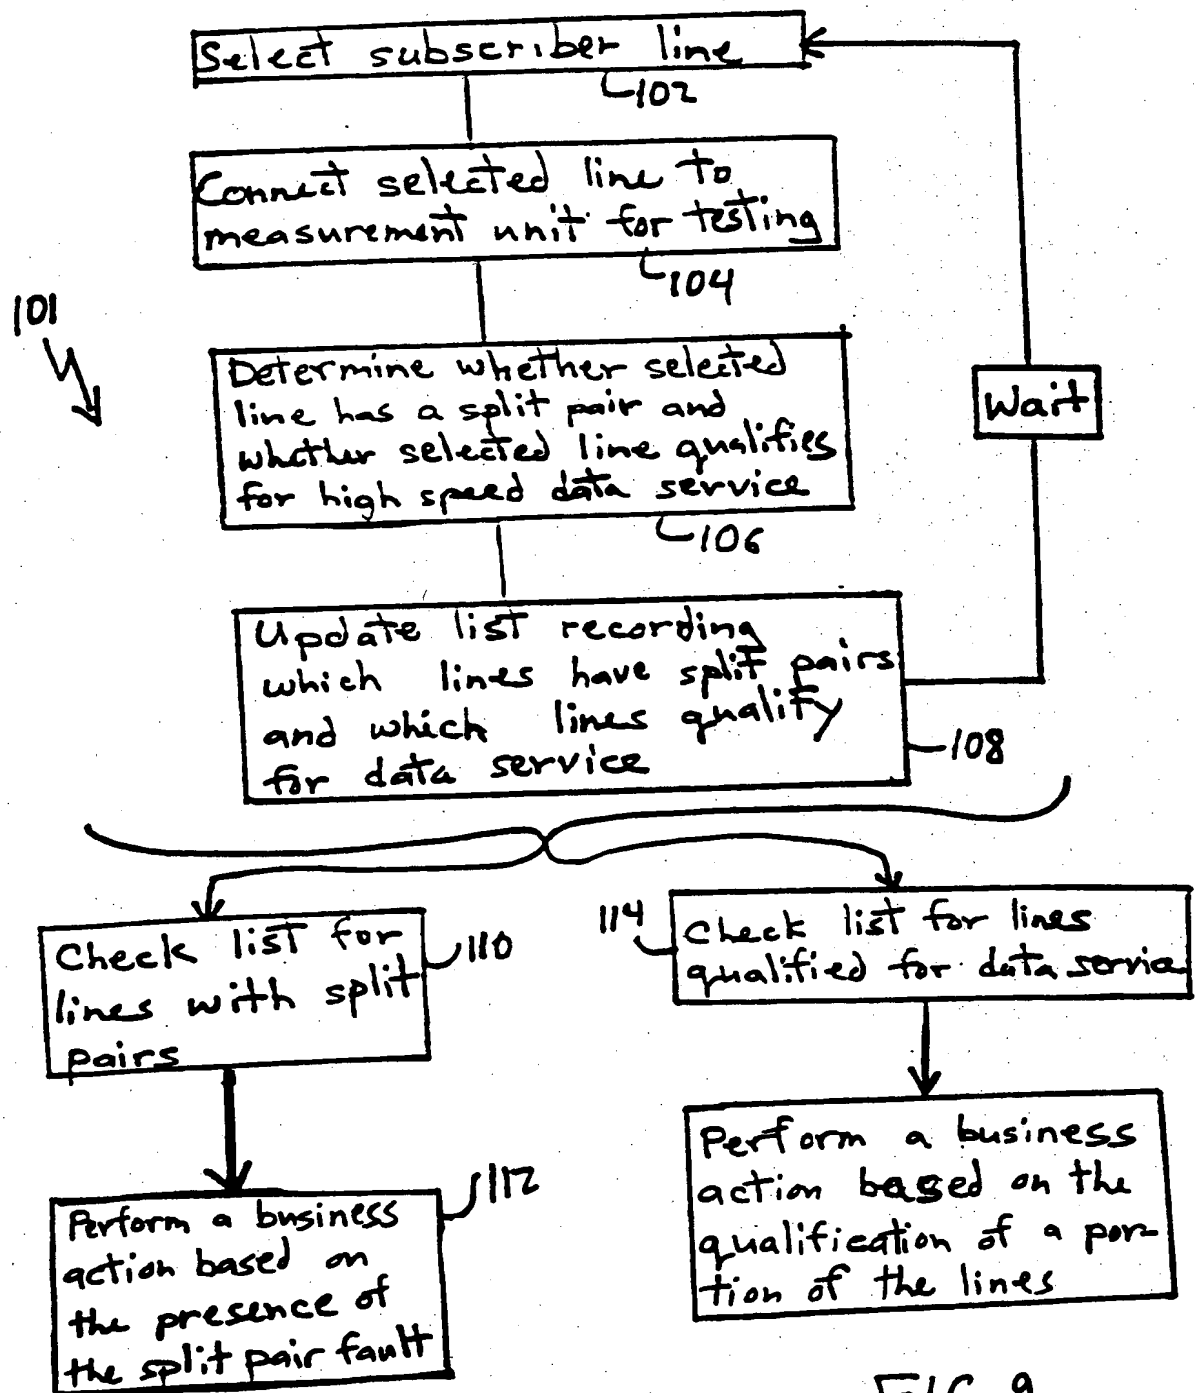 Select subscriber line
102
Connect selected line to
measurement unit for testing
104
101
Determine whether selected
line has a split pair and
whether selected line qualifies
for high speed data service
106
Wait
Update list recording
which lines have split pairs
and which lines qualify
for data service
108
Check list for
lines with split
pairs
110
114
Check list for lines
qualified for data servic
Perform a business
action based on
the presence of
the split pair fault
112
Perform a business
action based on the
qualification of a por-
tion of the lines
FIG 9